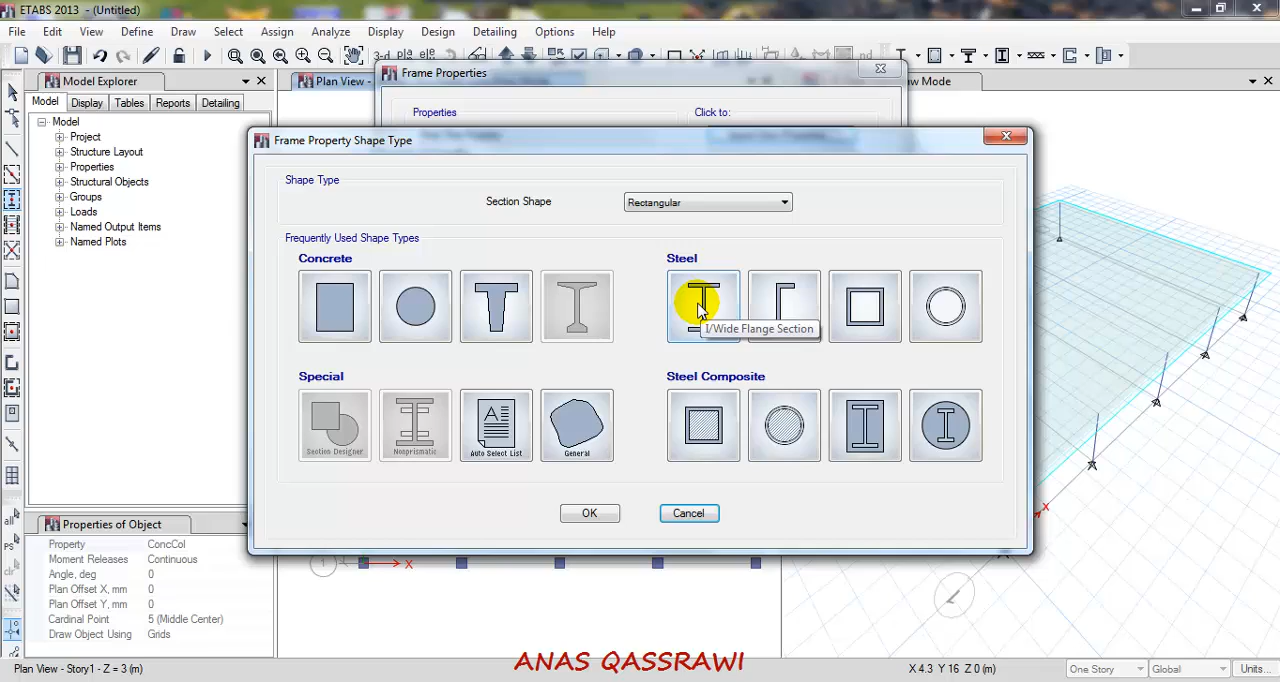 ETABS 2013 - (Untitled)
File Edit View Define Draw Select Assign Analyze Display Design Detailing Options Help
Model Explorer
Plan View -
Frame Properties
Model Display Tables Reports Detailing
Properties
Click to:
Model
Project
Structure Layout
Properties
Structural Objects
Groups
Loads
Named Output Items
Named Plots
Frame Property Shape Type
Shape Type
Section Shape
Rectangular
Frequently Used Shape Types
Concrete
Steel
I/Wide Flange Section
Special
Steel Composite
Section Designer
Nonprismatic
Auto Select List
General
OK
Cancel
Properties of Object
Property ConcCol
Moment Releases Continuous
Angle, deg 0
Plan Offset X, mm 0
Plan Offset Y, mm 0
Cardinal Point 5 (Middle Center)
Draw Object Using Grids
1
X
X
ANAS QASSRAWI
Plan View - Story1 - Z = 3 (m)
X 4.3 Y 16 Z 0 (m)
One Story
Global
Units...